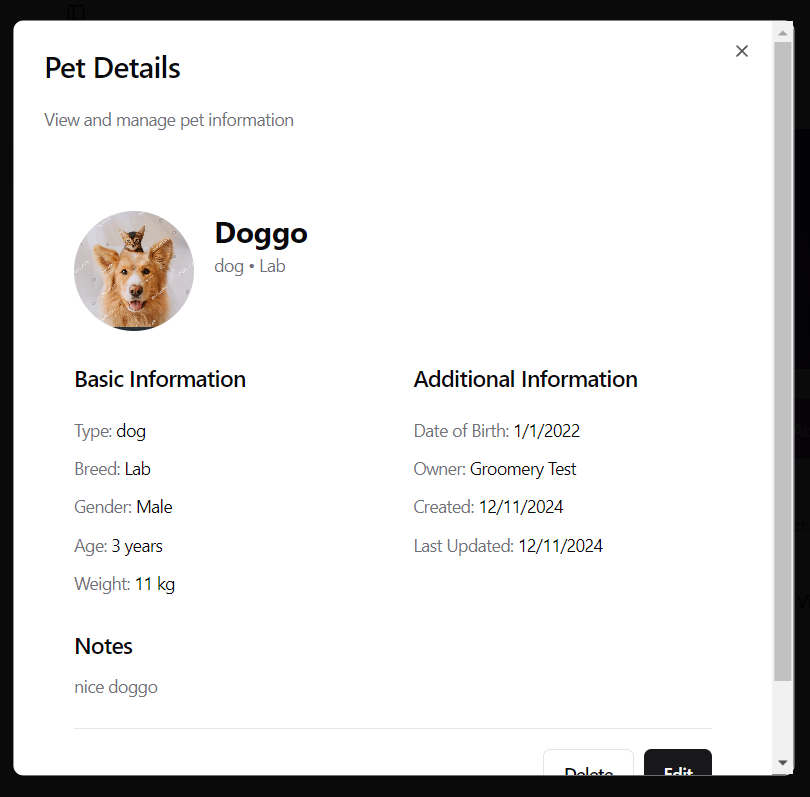 Pet Details
View and manage pet information
Doggo
dog • Lab
Basic Information
Type: dog
Breed: Lab
Gender: Male
Age: 3 years
Weight: 11 kg
Additional Information
Date of Birth: 1/1/2022
Owner: Groomery Test
Created: 12/11/2024
Last Updated: 12/11/2024
Notes
nice doggo
Delete
Edit